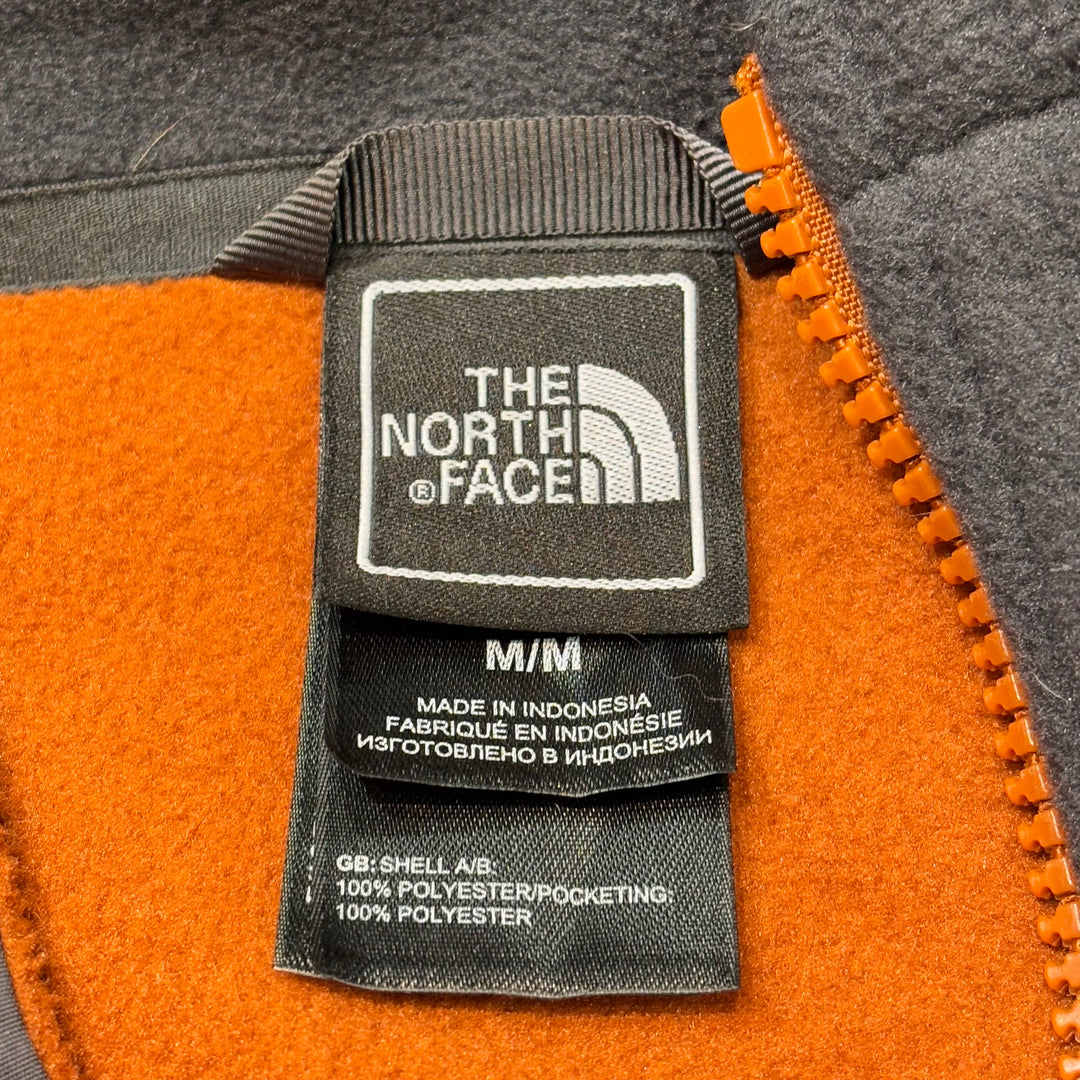 THE
NORTH
®FACE
M/M
MADE IN INDONESIA
FABRIQUÉ EN INDONÉSIE
ИЗГОТОВЛЕНО В ИНДОНЕЗИИ
GB: SHELL A/B:
100% POLYESTER/POCKETING:
100% POLYESTER